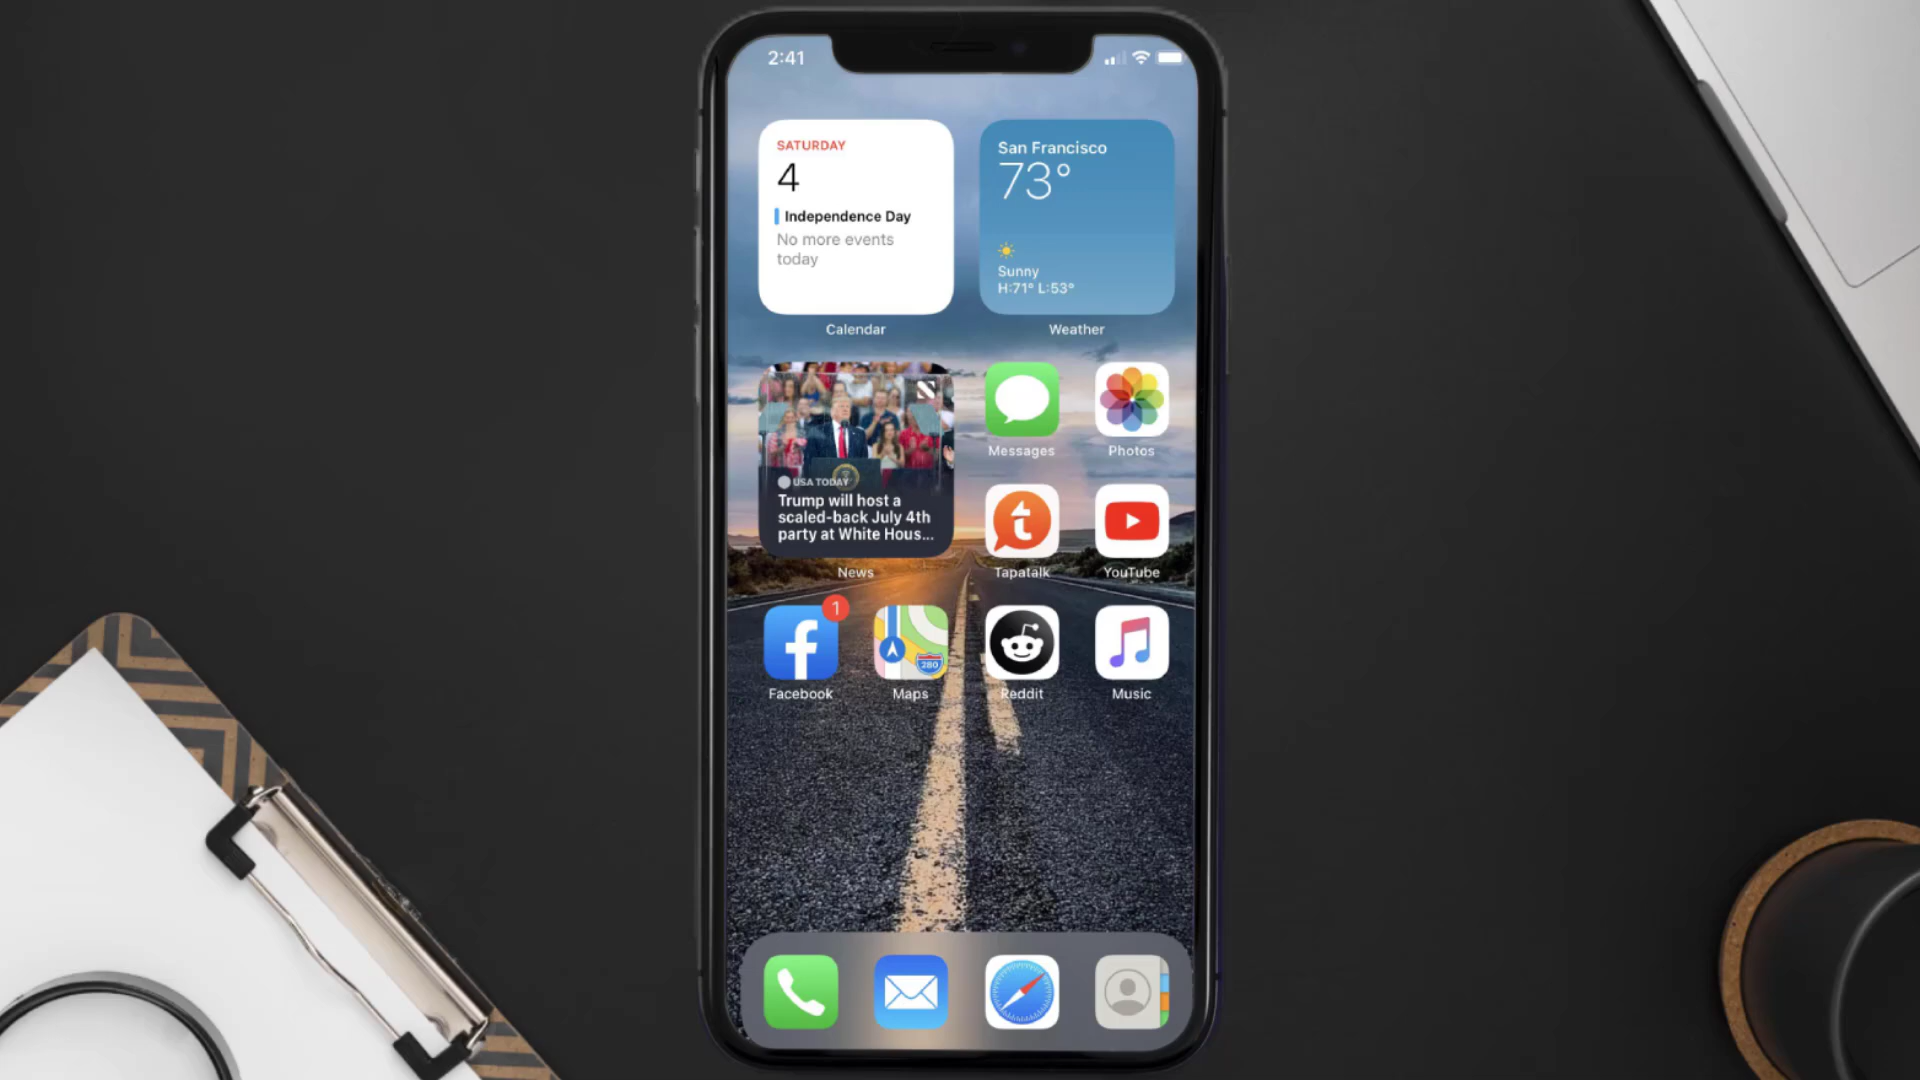 2:41
SATURDAY
4
Independence Day
No more events
today
Calendar
San Francisco
73°
Sunny
H:71° L:53°
Weather
USA TODAY
Trump will host a
scaled-back July 4th
party at White Hous...
News
Messages
Photos
Tapatalk
YouTube
1
Facebook
280
Maps
Reddit
Music